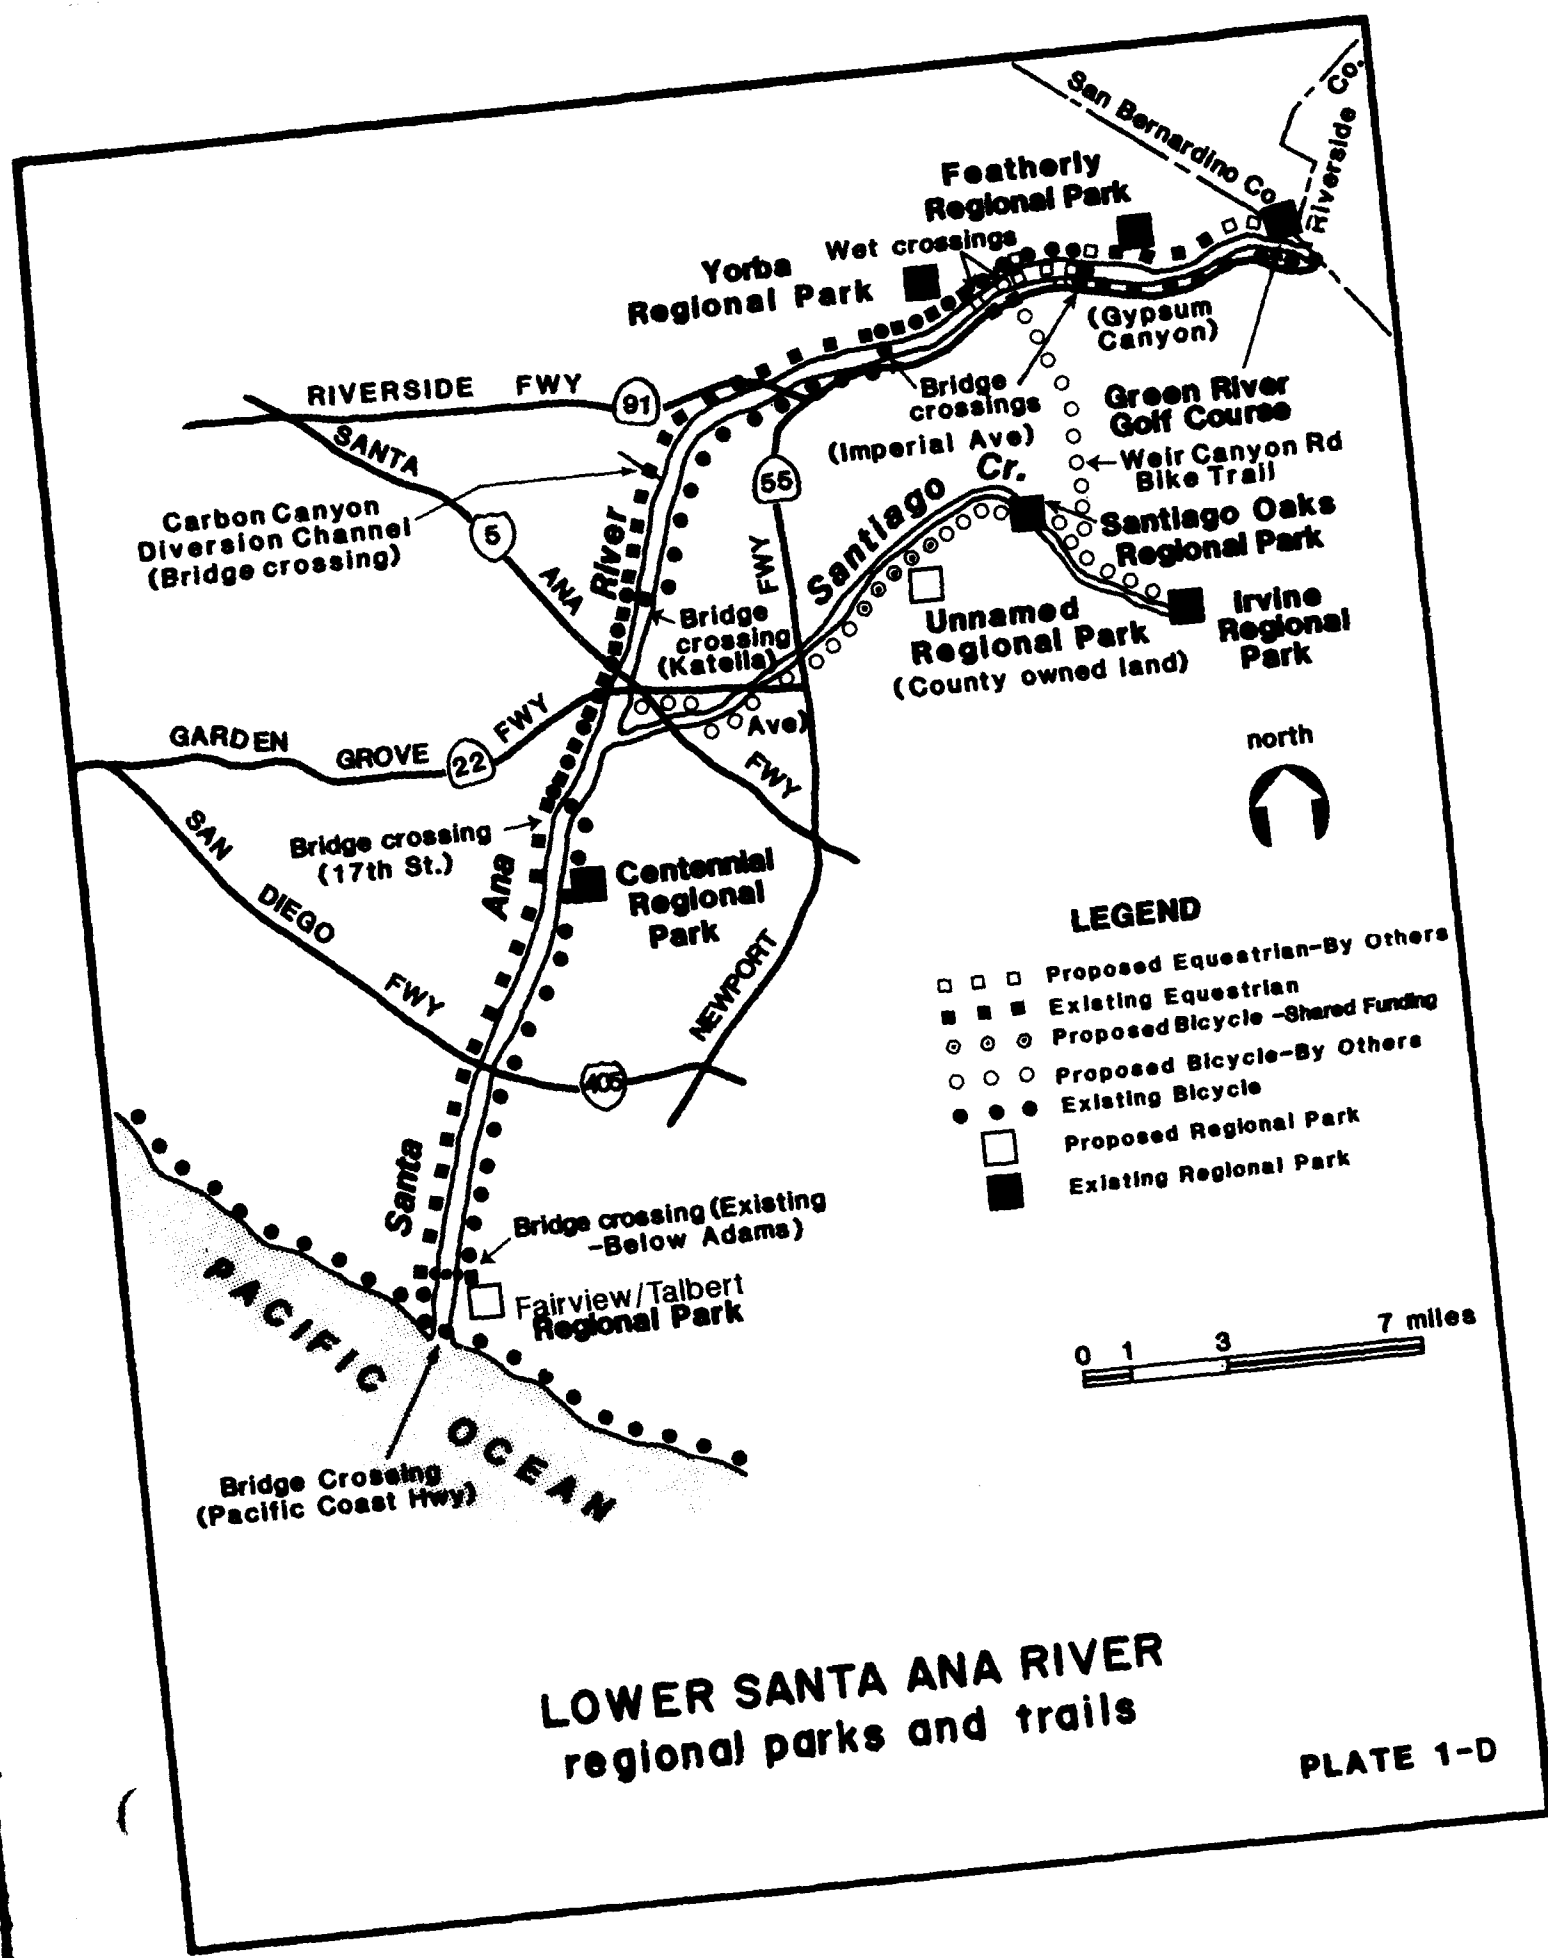 San Bernardino Co.
Riverside Co.
Featherly
Regional Park
Wet crossings
Yorba
Regional Park
(Gypsum
Canyon)
RIVERSIDE FWY
91
Bridge
crossings
(Imperial Ave)
Green River
Golf Course
SANTA
ANA
FWY
5
55
FWY
NEWPORT
Weir Canyon Rd
Bike Trail
Santiago Cr.
Santiago Oaks
Regional Park
Carbon Canyon
Diversion Channel
(Bridge crossing)
Santa
Ana
River
Bridge
crossing
(Katella
Ave)
Unnamed
Regional Park
(County owned land)
Irvine
Regional
Park
GARDEN
GROVE
FWY
22
north
SAN
DIEGO
FWY
405
Bridge crossing
(17th St.)
Centennial
Regional
Park
LEGEND
Proposed Equestrian-By Others
Existing Equestrian
Proposed Bicycle -Shared Funding
Proposed Bicycle-By Others
Existing Bicycle
Proposed Regional Park
Existing Regional Park
Bridge crossing (Existing
-Below Adams)
Fairview/Talbert
Regional Park
PACIFIC
OCEAN
Bridge Crossing
(Pacific Coast Hwy)
0 1 3 7 miles
LOWER SANTA ANA RIVER
regional parks and trails
PLATE 1-D